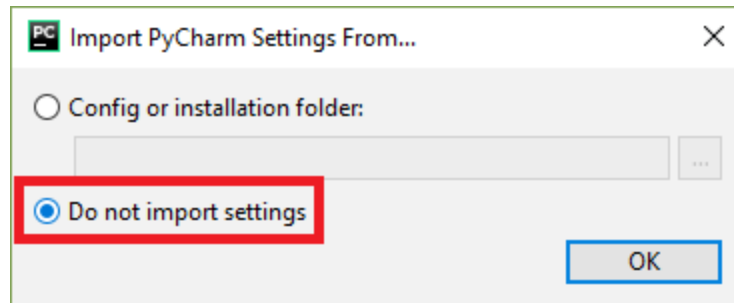 PC
Import PyCharm Settings From...
Config or installation folder:
...
Do not import settings
OK